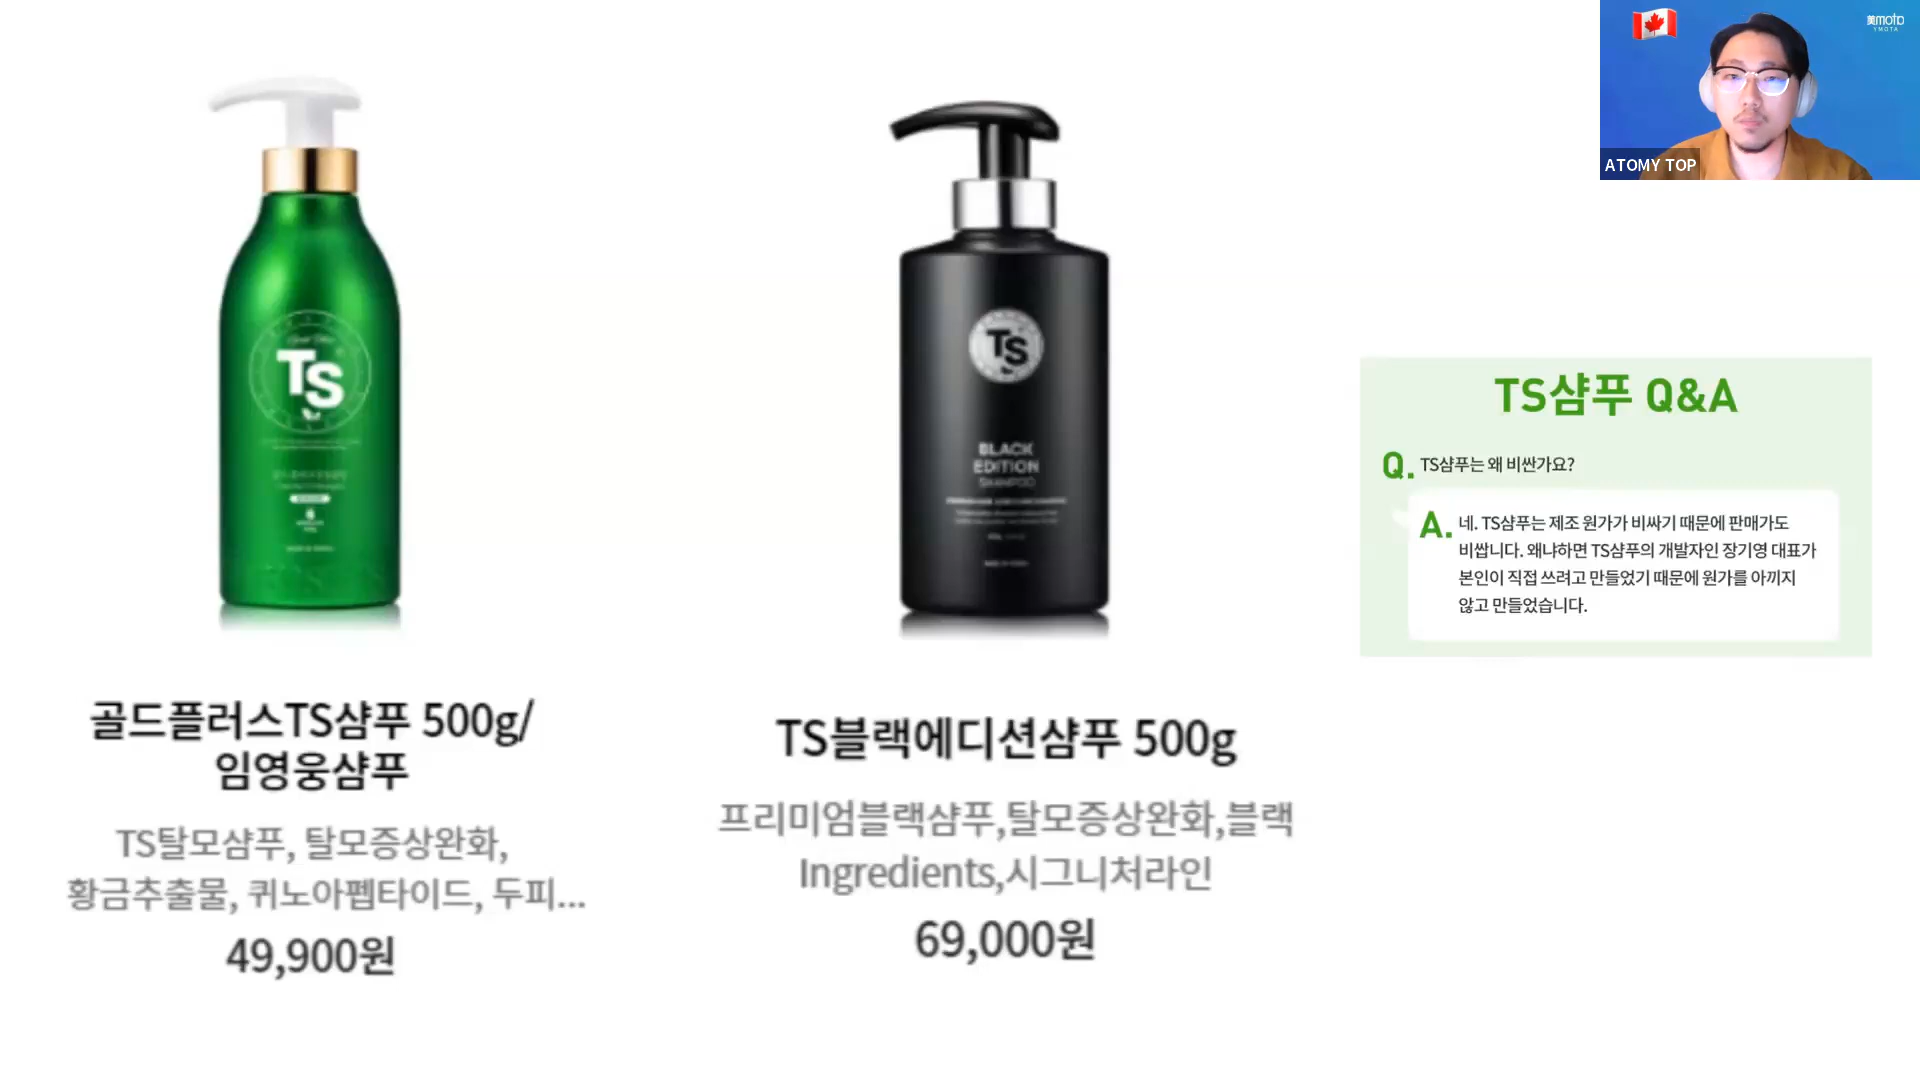 TS
골드플러스TS샴푸 500g/
임영웅샴푸
TS탈모샴푸, 탈모증상완화,
황금추출물, 퀴노아펩타이드, 두피...
49,900원
TS
BLACK
EDITION
SHAMPOO
TS블랙에디션샴푸 500g
프리미엄블랙샴푸,탈모증상완화,블랙
Ingredients,시그니처라인
69,000원
TS샴푸 Q&A
Q. TS샴푸는 왜 비싼가요?
A. 네. TS샴푸는 제조 원가가 비싸기 때문에 판매가도
비쌉니다. 왜냐하면 TS샴푸의 개발자인 장기영 대표가
본인이 직접 쓰려고 만들었기 때문에 원가를 아끼지
않고 만들었습니다.
美mota
YMOTA
ATOMY TOP